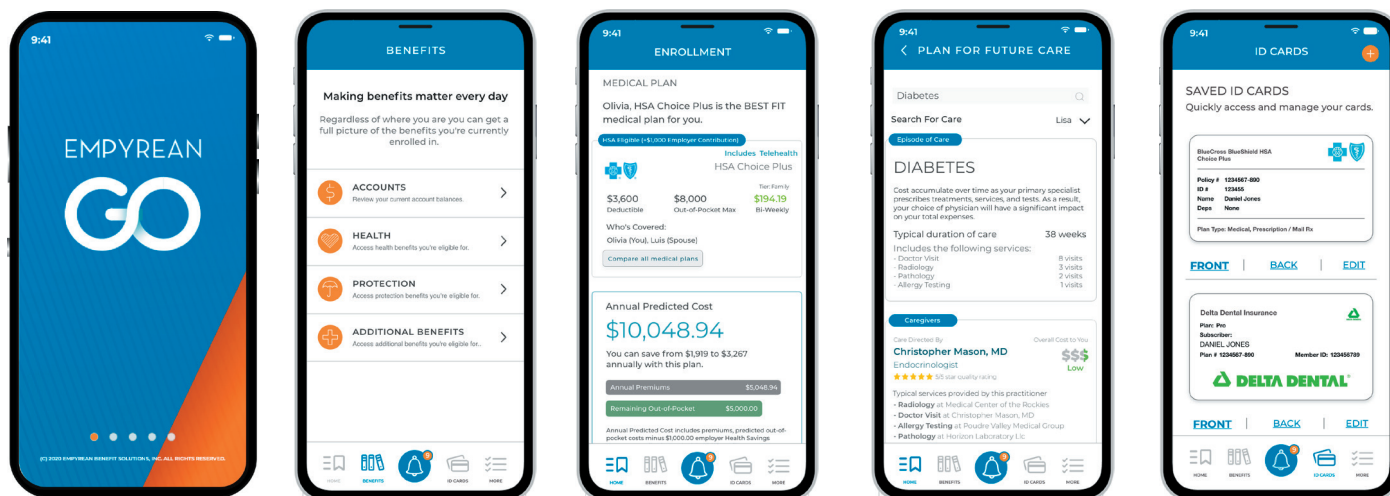 9:41
EMPYREAN
GO
(C) 2020 EMPYREAN BENEFIT SOLUTIONS, INC. ALL RIGHTS RESERVED.
BENEFITS
Making benefits matter every day
Regardless of where you are you can get a
full picture of the benefits you're currently
enrolled in.
ACCOUNTS
Review your current account balances.
HEALTH
Access health benefits you're eligible for.
PROTECTION
Access protection benefits you're eligible for.
ADDITIONAL BENEFITS
Access additional benefits you're eligible for..
9
HOME
BENEFITS
ID CARDS
MORE
9:41
ENROLLMENT
MEDICAL PLAN
Olivia, HSA Choice Plus is the BEST FIT
medical plan for you.
HSA Eligible (+$1,000 Employer Contribution)
Includes Telehealth
HSA Choice Plus
Tier: Family
$3,600
$8,000
$194.19
Deductible
Out-of-Pocket Max
Bi-Weekly
Who's Covered:
Olivia (You), Luis (Spouse)
Compare all medical plans
Annual Predicted Cost
$10,048.94
You can save from $1,919 to $3,267
annually with this plan.
Annual Premiums $5,048.94
Remaining Out-of-Pocket $5,000.00
Annual Predicted Cost includes premiums, predicted out-of-
pocket costs minus $1,000.00 employer Health Savings
9
HOME
BENEFITS
ID CARDS
MORE
9:41
PLAN FOR FUTURE CARE
Diabetes
Search For Care
Lisa
Episode of Care
DIABETES
Cost accumulate over time as your primary specialist
prescribes treatments, services, and tests. As a result,
your choice of physician will have a significant impact
on your total expenses.
Typical duration of care 38 weeks
Includes the following services:
- Doctor Visit 8 visits
- Radiology 3 visits
- Pathology 2 visits
- Allergy Testing 1 visits
Caregivers
Care Directed By
Overall Cost to You
Christopher Mason, MD
$$$
Endocrinologist
Low
5/5 star quality rating
Typical services provided by this practitioner
- Radiology at Medical Center of the Rockies
- Doctor Visit at Christopher Mason, MD
- Allergy Testing at Poudre Valley Medical Group
- Pathology at Horizon Laboratory Llc
9
HOME
BENEFITS
ID CARDS
MORE
9:41
ID CARDS
SAVED ID CARDS
Quickly access and manage your cards.
BlueCross BlueShield HSA
Choice Plus
Policy # 1234567-890
ID # 123455
Name Daniel Jones
Deps None
Plan Type: Medical, Prescription / Mail Rx
FRONT | BACK | EDIT
Delta Dental Insurance
Plan: Pro
Subscriber:
DANIEL JONES
Plan # 1234567-890
Member ID: 123456789
DELTA DENTAL®
FRONT | BACK | EDIT
9
HOME
BENEFITS
ID CARDS
MORE